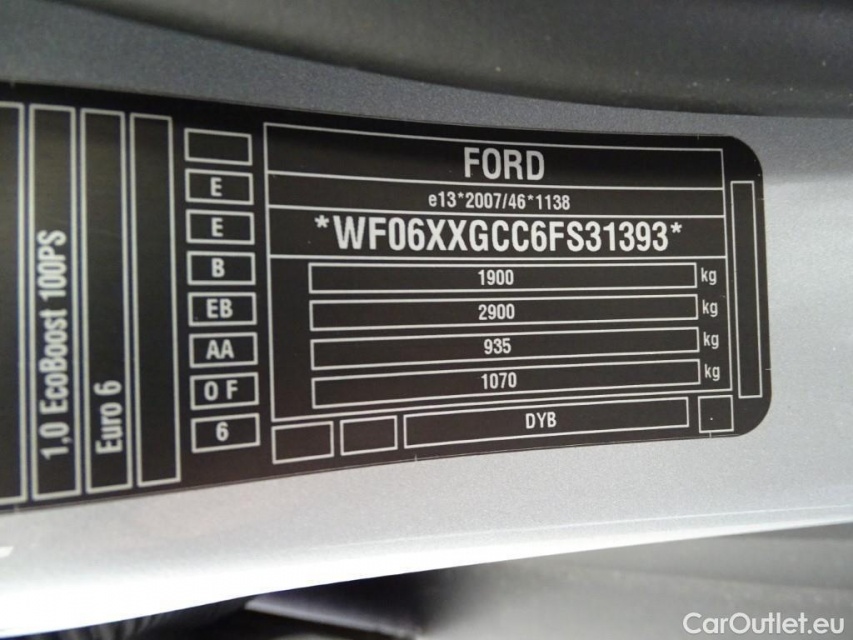 FORD
e13*2007/46*1138
*WF06XXGCC6FS31393*
1900 kg
2900 kg
935 kg
1070 kg
DYB
E
E
B
EB
AA
O F
6
1,0 EcoBoost 100PS
Euro 6
CarOutlet.eu